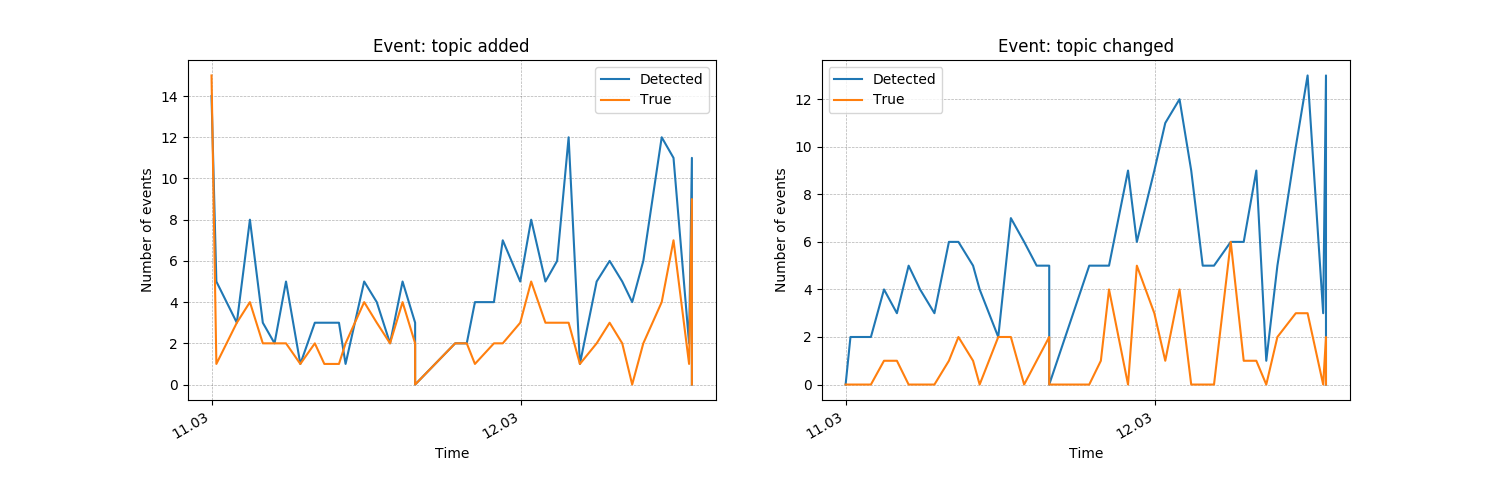 Event: topic added
Detected
True
14
12
10
8
6
4
2
0
Number of events
11.03
12.03
Time
Event: topic changed
Detected
True
12
10
8
6
4
2
0
Number of events
11.03
12.03
Time